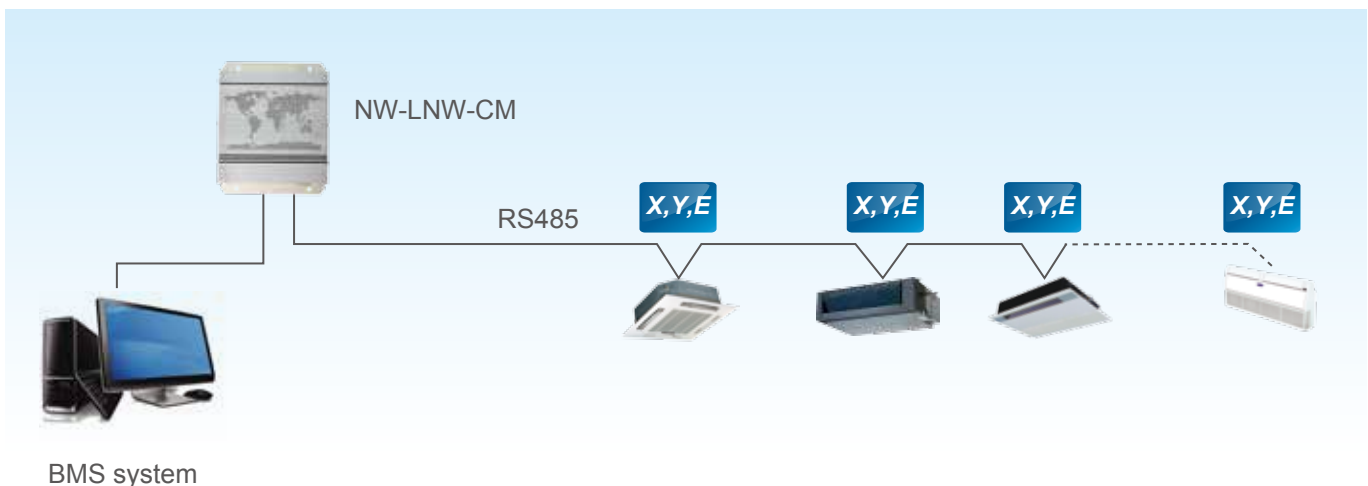 NW-LNW-CM
RS485
X,Y,E
X,Y,E
X,Y,E
X,Y,E
BMS system